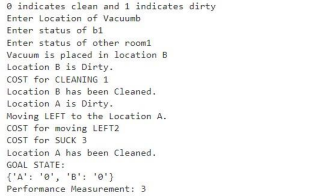 0 indicates clean and 1 indicates dirty
Enter Location of Vacuumb
Enter status of b1
Enter status of other room1
Vacuum is placed in location B
Location B is Dirty.
COST for CLEANING 1
Location B has been Cleaned.
Location A is Dirty.
Moving LEFT to the Location A.
COST for moving LEFT2
COST for SUCK 3
Location A has been Cleaned.
GOAL STATE:
{'A': '0', 'B': '0'}
Performance Measurement: 3